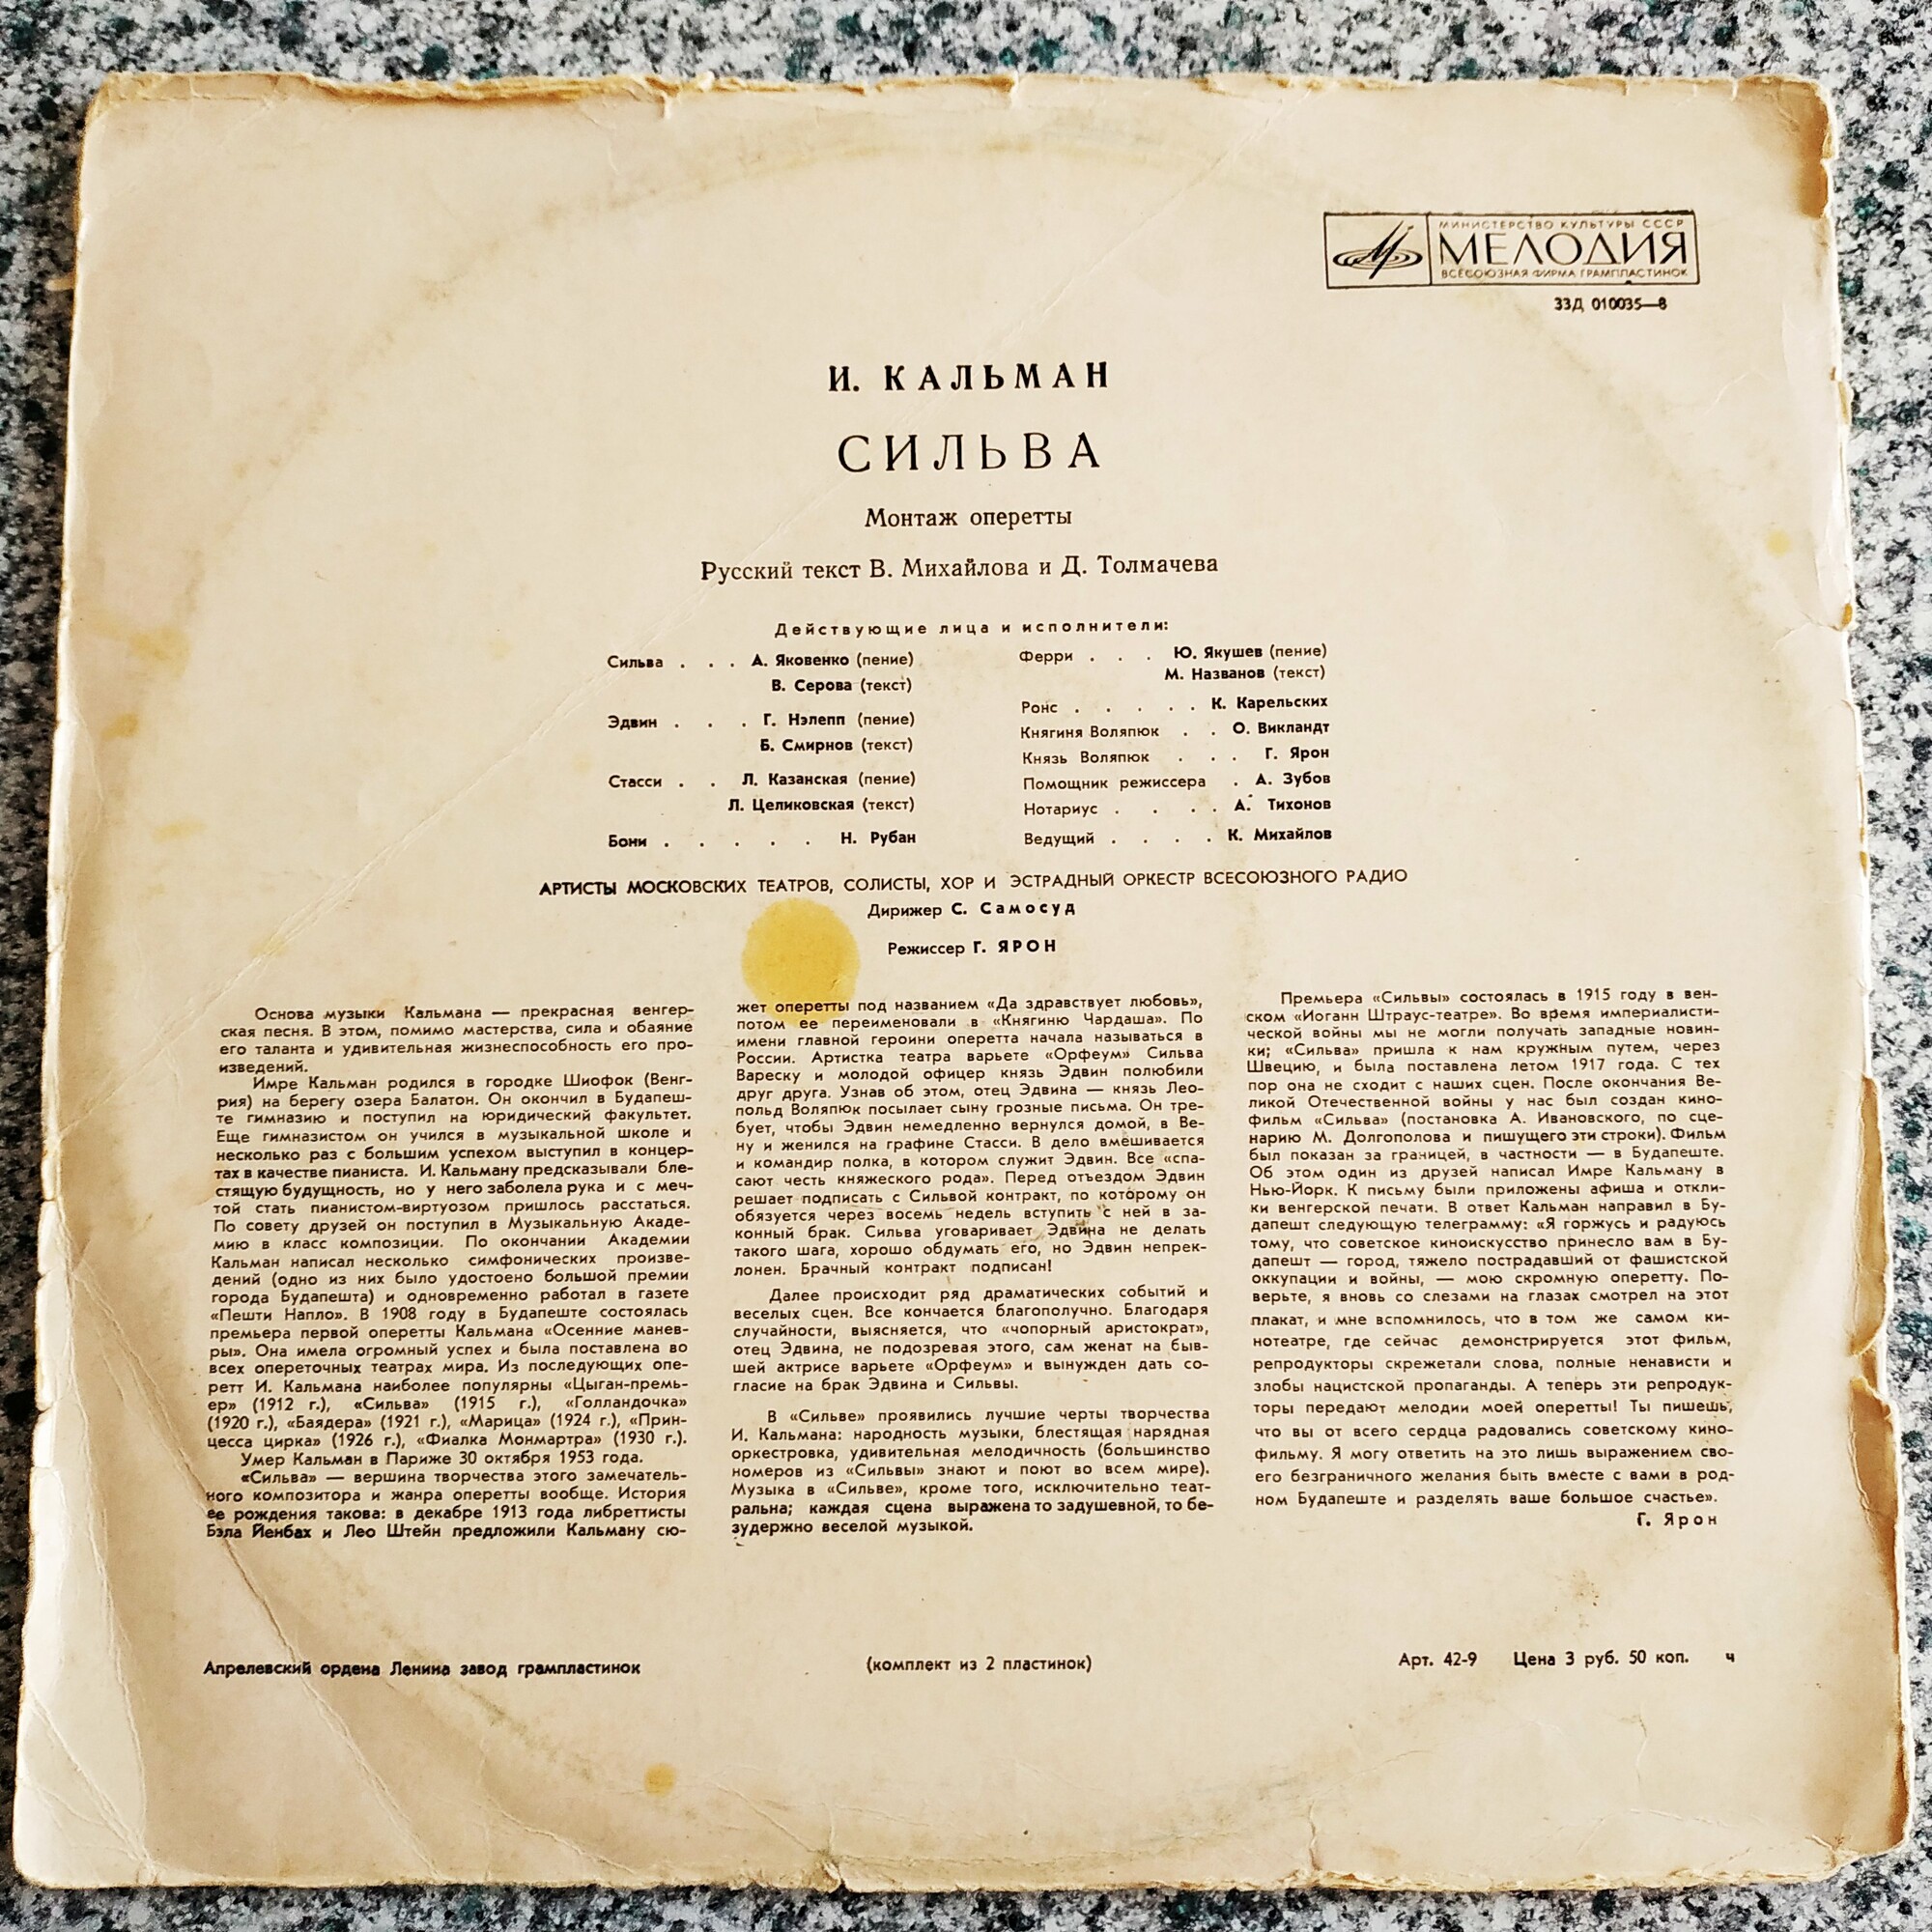 МИНИСТЕРСТВО КУЛЬТУРЫ СССР
МЕЛОДИЯ
ВСЕСОЮЗНАЯ ФИРМА ГРАМПЛАСТИНОК
33Д 010035—8
И. КАЛЬМАН
СИЛЬВА
Монтаж оперетты
Русский текст В. Михайлова и Д. Толмачева
Действующие лица и исполнители:
Сильва . . . А. Яковенко (пение)
В. Серова (текст)
Эдвин . . . Г. Нэлепп (пение)
Б. Смирнов (текст)
Стасси . . Л. Казанская (пение)
Л. Целиковская (текст)
Бони . . . . . Н. Рубан
Ферри . . . Ю. Якушев (пение)
М. Названов (текст)
Ронс . . . . . К. Карельских
Княгиня Воляпюк . . О. Викландт
Князь Воляпюк . . . Г. Ярон
Помощник режиссера . А. Зубов
Нотариус . . . . А. Тихонов
Ведущий . . . . К. Михайлов
АРТИСТЫ МОСКОВСКИХ ТЕАТРОВ, СОЛИСТЫ, ХОР И ЭСТРАДНЫЙ ОРКЕСТР ВСЕСОЮЗНОГО РАДИО
Дирижер С. Самосуд
Режиссер Г. ЯРОН
Основа музыки Кальмана — прекрасная венгер-
ская песня. В этом, помимо мастерства, сила и обаяние
его таланта и удивительная жизнеспособность его про-
изведений.
Имре Кальман родился в городке Шиофок (Венг-
рия) на берегу озера Балатон. Он окончил в Будапеш-
те гимназию и поступил на юридический факультет.
Еще гимназистом он учился в музыкальной школе и
несколько раз с большим успехом выступил в концер-
тах в качестве пианиста. И. Кальману предсказывали бле-
стящую будущность, но у него заболела рука и с меч-
той стать пианистом-виртуозом пришлось расстаться.
По совету друзей он поступил в Музыкальную Акаде-
мию в класс композиции. По окончании Академии
Кальман написал несколько симфонических произве-
дений (одно из них было удостоено большой премии
города Будапешта) и одновременно работал в газете
«Пешти Напло». В 1908 году в Будапеште состоялась
премьера первой оперетты Кальмана «Осенние манев-
ры». Она имела огромный успех и была поставлена во
всех опереточных театрах мира. Из последующих опе-
ретт И. Кальмана наиболее популярны «Цыган-премь-
ер» (1912 г.), «Сильва» (1915 г.), «Голландочка»
(1920 г.), «Баядера» (1921 г.), «Марица» (1924 г.), «Прин-
цесса цирка» (1926 г.), «Фиалка Монмартра» (1930 г.).
Умер Кальман в Париже 30 октября 1953 года.
«Сильва» — вершина творчества этого замечатель-
ного композитора и жанра оперетты вообще. История
ее рождения такова: в декабре 1913 года либреттисты
Бэла Йенбах и Лео Штейн предложили Кальману сю-
жет оперетты под названием «Да здравствует любовь»,
потом ее переименовали в «Княгиню Чардаша». По
имени главной героини оперетта начала называться в
России. Артистка театра варьете «Орфеум» Сильва
Вареску и молодой офицер князь Эдвин полюбили
друг друга. Узнав об этом, отец Эдвина — князь Лео-
польд Воляпюк посылает сыну грозные письма. Он тре-
бует, чтобы Эдвин немедленно вернулся домой, в Ве-
ну и женился на графине Стасси. В дело вмешивается
и командир полка, в котором служит Эдвин. Все «спа-
сают честь княжеского рода». Перед отъездом Эдвин
решает подписать с Сильвой контракт, по которому он
обязуется через восемь недель вступить с ней в за-
конный брак. Сильва уговаривает Эдвина не делать
такого шага, хорошо обдумать его, но Эдвин непрек-
лонен. Брачный контракт подписан!
Далее происходит ряд драматических событий и
веселых сцен. Все кончается благополучно. Благодаря
случайности, выясняется, что «чопорный аристократ»,
отец Эдвина, не подозревая этого, сам женат на быв-
шей актрисе варьете «Орфеум» и вынужден дать со-
гласие на брак Эдвина и Сильвы.
В «Сильве» проявились лучшие черты творчества
И. Кальмана: народность музыки, блестящая нарядная
оркестровка, удивительная мелодичность (большинство
номеров из «Сильвы» знают и поют во всем мире).
Музыка в «Сильве», кроме того, исключительно теат-
ральна; каждая сцена выражена то задушевной, то бе-
зудержно веселой музыкой.
Премьера «Сильвы» состоялась в 1915 году в вен-
ском «Иоганн Штраус-театре». Во время империалисти-
ческой войны мы не могли получать западные новин-
ки; «Сильва» пришла к нам кружным путем, через
Швецию, и была поставлена летом 1917 года. С тех
пор она не сходит с наших сцен. После окончания Ве-
ликой Отечественной войны у нас был создан кино-
фильм «Сильва» (постановка А. Ивановского, по сце-
нарию М. Долгополова и пишущего эти строки). Фильм
был показан за границей, в частности — в Будапеште.
Об этом один из друзей написал Имре Кальману в
Нью-Йорк. К письму были приложены афиша и откли-
ки венгерской печати. В ответ Кальман направил в Бу-
дапешт следующую телеграмму: «Я горжусь и радуюсь
тому, что советское киноискусство принесло вам в Бу-
дапешт — город, тяжело пострадавший от фашистской
оккупации и войны, — мою скромную оперетту. По-
верьте, я вновь со слезами на глазах смотрел на этот
плакат, и мне вспомнилось, что в том же самом ки-
нотеатре, где сейчас демонстрируется этот фильм,
репродукторы скрежетали слова, полные ненависти и
злобы нацистской пропаганды. А теперь эти репродук-
торы передают мелодии моей оперетты! Ты пишешь,
что вы от всего сердца радовались советскому кино-
фильму. Я могу ответить на это лишь выражением сво-
его безграничного желания быть вместе с вами в род-
ном Будапеште и разделять ваше большое счастье».
Г. Ярон
Апрелевский ордена Ленина завод грампластинок
(комплект из 2 пластинок)
Арт. 42-9 Цена 3 руб. 50 коп. ч